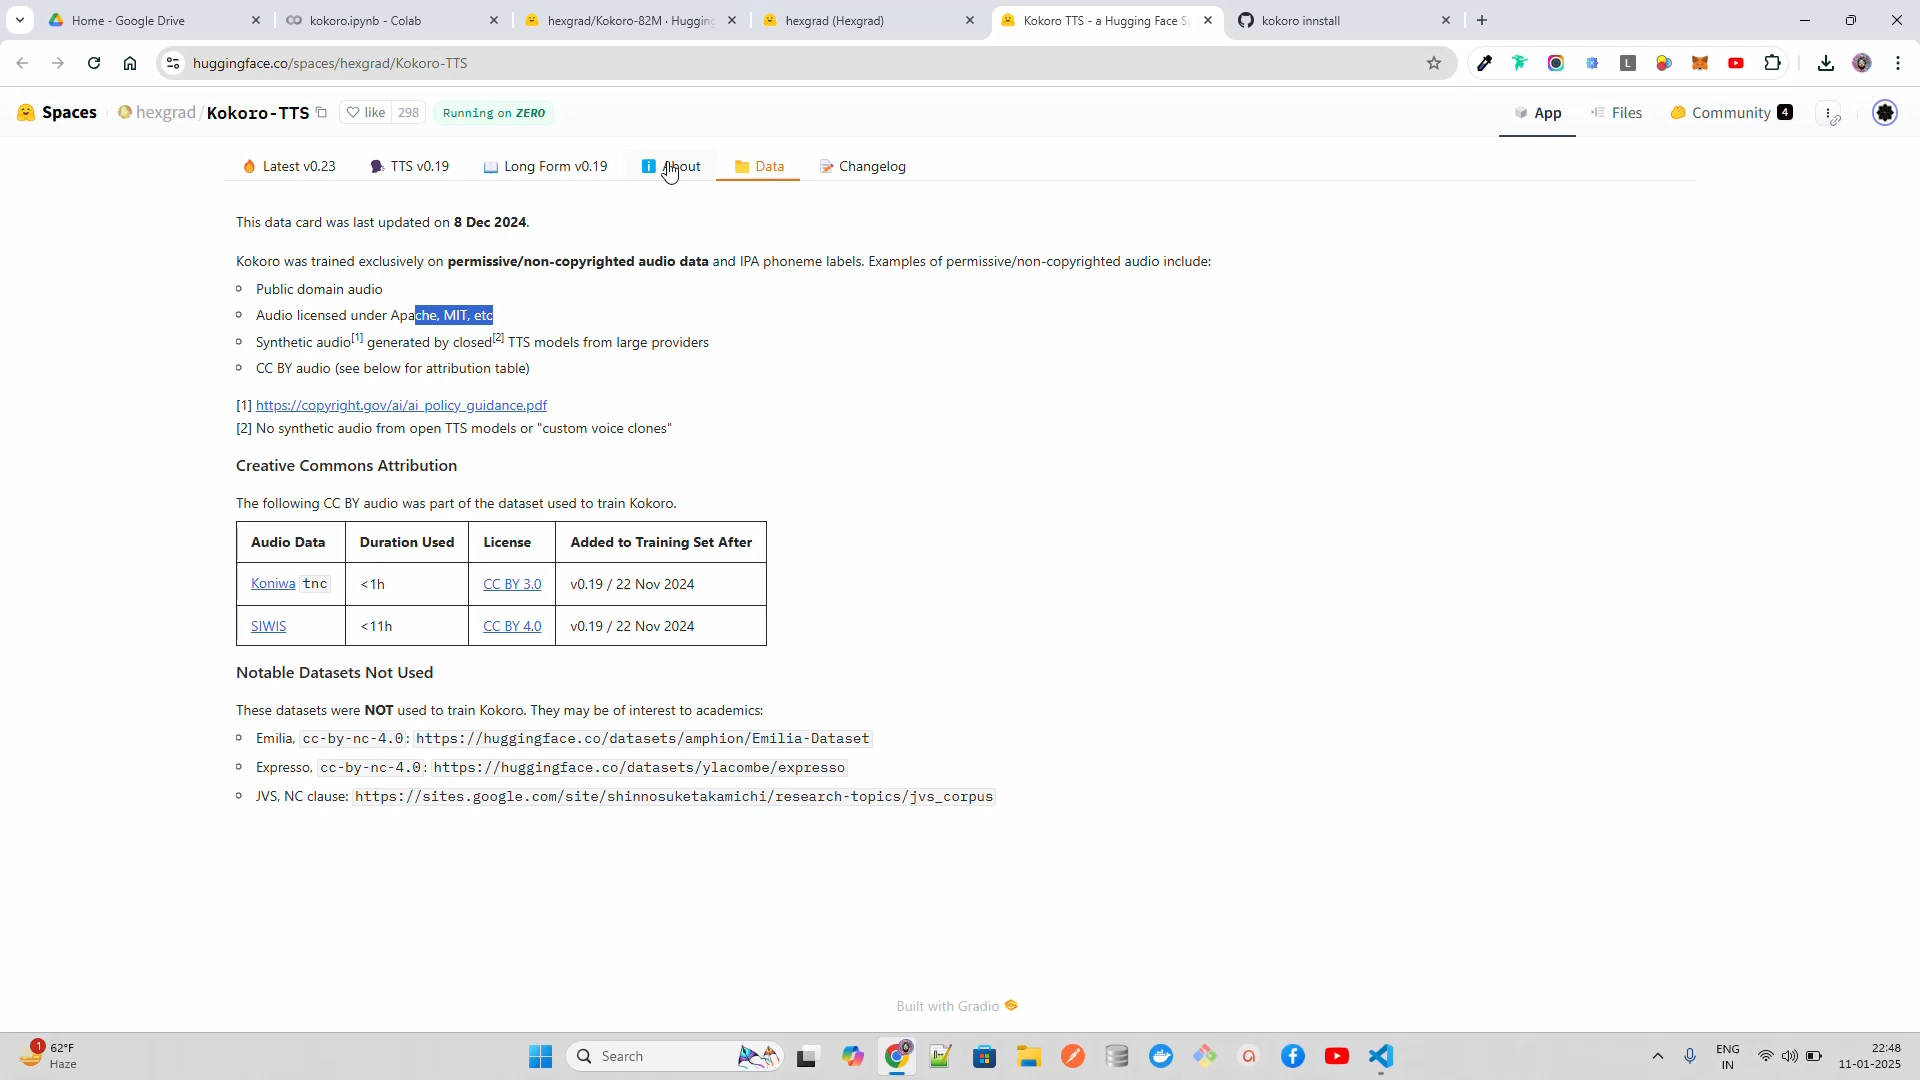 Home - Google Drive
kokoro.ipynb - Colab
hexgrad/Kokoro-82M · Hugging
hexgrad (Hexgrad)
Kokoro TTS - a Hugging Face S
kokoro innstall
huggingface.co/spaces/hexgrad/Kokoro-TTS
L
Spaces hexgrad/Kokoro-TTS like 298 Running on ZERO App Files Community 4
Latest v0.23 TTS v0.19 Long Form v0.19 About Data Changelog
This data card was last updated on 8 Dec 2024.
Kokoro was trained exclusively on permissive/non-copyrighted audio data and IPA phoneme labels. Examples of permissive/non-copyrighted audio include:
Public domain audio
Audio licensed under Apache, MIT, etc
Synthetic audio[1] generated by closed[2] TTS models from large providers
CC BY audio (see below for attribution table)
[1] https://copyright.gov/ai/ai_policy_guidance.pdf
[2] No synthetic audio from open TTS models or "custom voice clones"
Creative Commons Attribution
The following CC BY audio was part of the dataset used to train Kokoro.
Audio Data Duration Used License Added to Training Set After
Koniwa tnc <1h CC BY 3.0 v0.19 / 22 Nov 2024
SIWIS <11h CC BY 4.0 v0.19 / 22 Nov 2024
Notable Datasets Not Used
These datasets were NOT used to train Kokoro. They may be of interest to academics:
Emilia, cc-by-nc-4.0: https://huggingface.co/datasets/amphion/Emilia-Dataset
Expresso, cc-by-nc-4.0: https://huggingface.co/datasets/ylacombe/expresso
JVS, NC clause: https://sites.google.com/site/shinnosuketakamichi/research-topics/jvs_corpus
Built with Gradio
1
62°F
Haze
Search
ENG
IN
22:48
11-01-2025